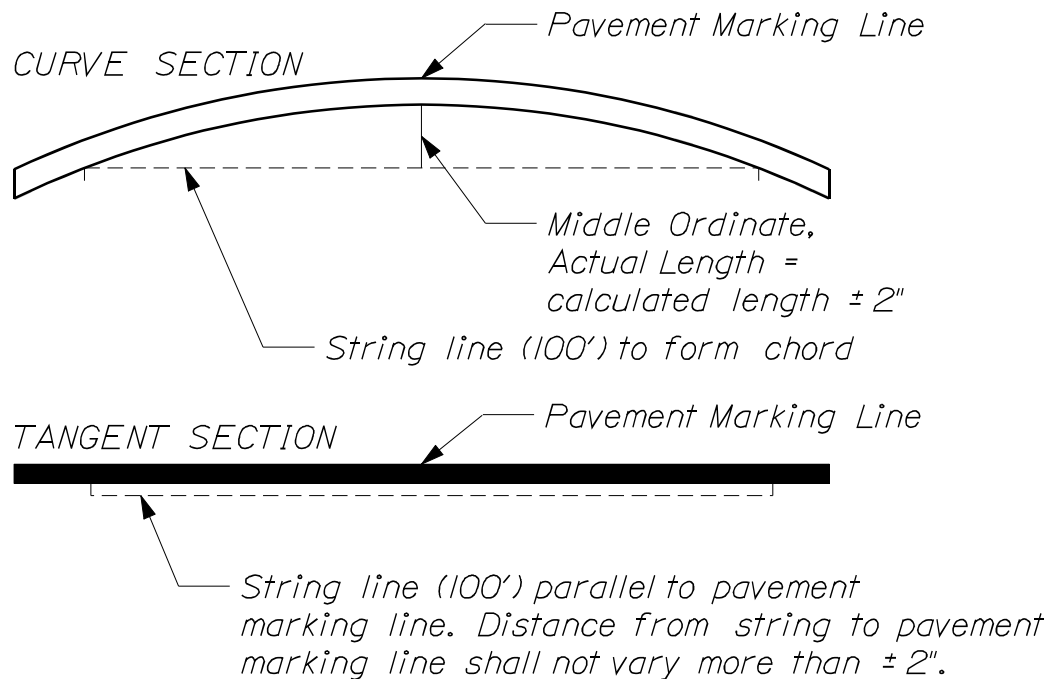 Pavement Marking Line
CURVE SECTION
Middle Ordinate,
Actual Length =
calculated length ± 2"
String line (100') to form chord
Pavement Marking Line
TANGENT SECTION
String line (100') parallel to pavement
marking line. Distance from string to pavement
marking line shall not vary more than ± 2".